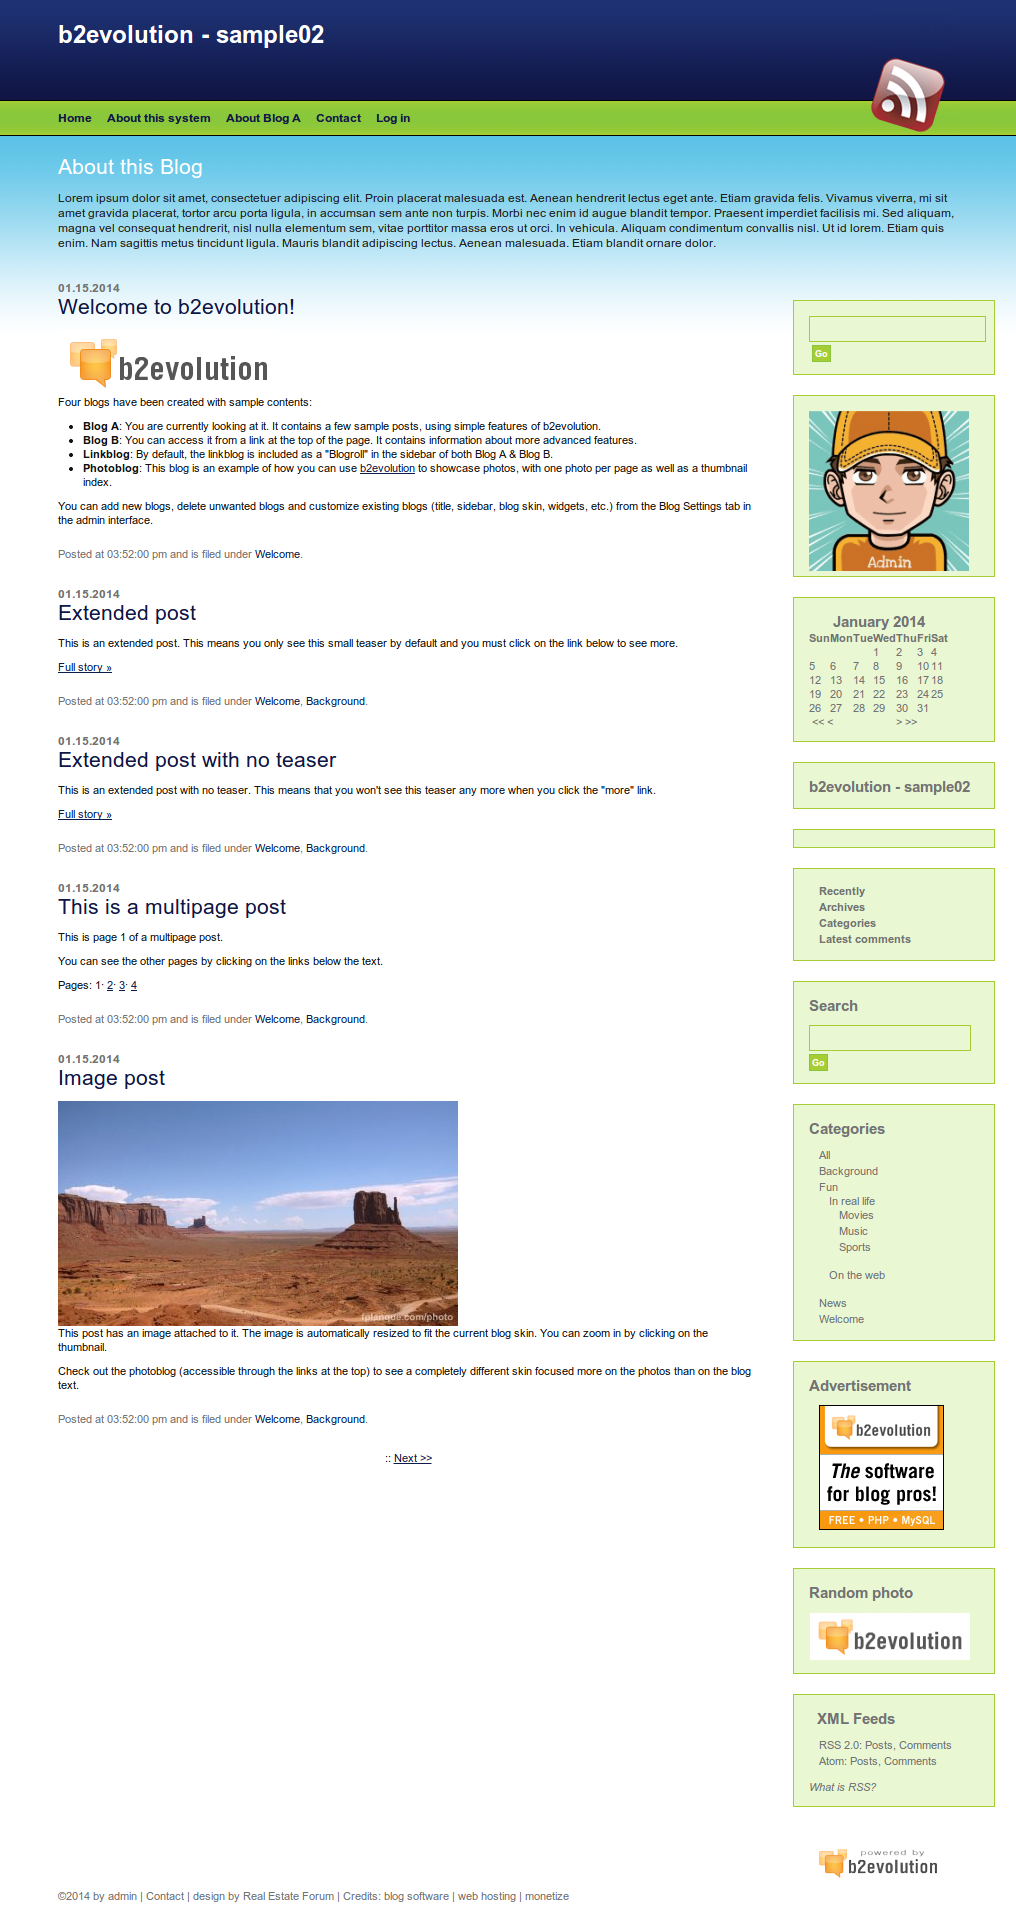 b2evolution - sample02
Home About this system About Blog A Contact Log in
About this Blog
Lorem ipsum dolor sit amet, consectetuer adipiscing elit. Proin placerat malesuada est. Aenean hendrerit lectus eget ante. Etiam gravida felis. Vivamus viverra, mi sit
amet gravida placerat, tortor arcu porta ligula, in accumsan sem ante non turpis. Morbi nec enim id augue blandit tempor. Praesent imperdiet facilisis mi. Sed aliquam,
magna vel consequat hendrerit, nisl nulla elementum sem, vitae porttitor massa eros ut orci. In vehicula. Aliquam condimentum convallis nisl. Ut id lorem. Etiam quis
enim. Nam sagittis metus tincidunt ligula. Mauris blandit adipiscing lectus. Aenean malesuada. Etiam blandit ornare dolor.
01.15.2014
Welcome to b2evolution!
b2evolution
Four blogs have been created with sample contents:
• Blog A: You are currently looking at it. It contains a few sample posts, using simple features of b2evolution.
• Blog B: You can access it from a link at the top of the page. It contains information about more advanced features.
• Linkblog: By default, the linkblog is included as a "Blogroll" in the sidebar of both Blog A & Blog B.
• Photoblog: This blog is an example of how you can use b2evolution to showcase photos, with one photo per page as well as a thumbnail
index.
You can add new blogs, delete unwanted blogs and customize existing blogs (title, sidebar, blog skin, widgets, etc.) from the Blog Settings tab in
the admin interface.
Posted at 03:52:00 pm and is filed under Welcome.
01.15.2014
Extended post
This is an extended post. This means you only see this small teaser by default and you must click on the link below to see more.
Full story »
Posted at 03:52:00 pm and is filed under Welcome, Background.
01.15.2014
Extended post with no teaser
This is an extended post with no teaser. This means that you won't see this teaser any more when you click the "more" link.
Full story »
Posted at 03:52:00 pm and is filed under Welcome, Background.
01.15.2014
This is a multipage post
This is page 1 of a multipage post.
You can see the other pages by clicking on the links below the text.
Pages: 1· 2· 3· 4
Posted at 03:52:00 pm and is filed under Welcome, Background.
01.15.2014
Image post
fplanque.com/photo
This post has an image attached to it. The image is automatically resized to fit the current blog skin. You can zoom in by clicking on the
thumbnail.
Check out the photoblog (accessible through the links at the top) to see a completely different skin focused more on the photos than on the blog
text.
Posted at 03:52:00 pm and is filed under Welcome, Background.
:: Next >>
Go
Admin
January 2014
Sun Mon Tue Wed Thu Fri Sat
1 2 3 4
5 6 7 8 9 10 11
12 13 14 15 16 17 18
19 20 21 22 23 24 25
26 27 28 29 30 31
<< < > >>
b2evolution - sample02
Recently
Archives
Categories
Latest comments
Search
Go
Categories
All
Background
Fun
In real life
Movies
Music
Sports
On the web
News
Welcome
Advertisement
b2evolution
The software
for blog pros!
FREE • PHP • MySQL
Random photo
b2evolution
XML Feeds
RSS 2.0: Posts, Comments
Atom: Posts, Comments
What is RSS?
powered by
b2evolution
©2014 by admin | Contact | design by Real Estate Forum | Credits: blog software | web hosting | monetize